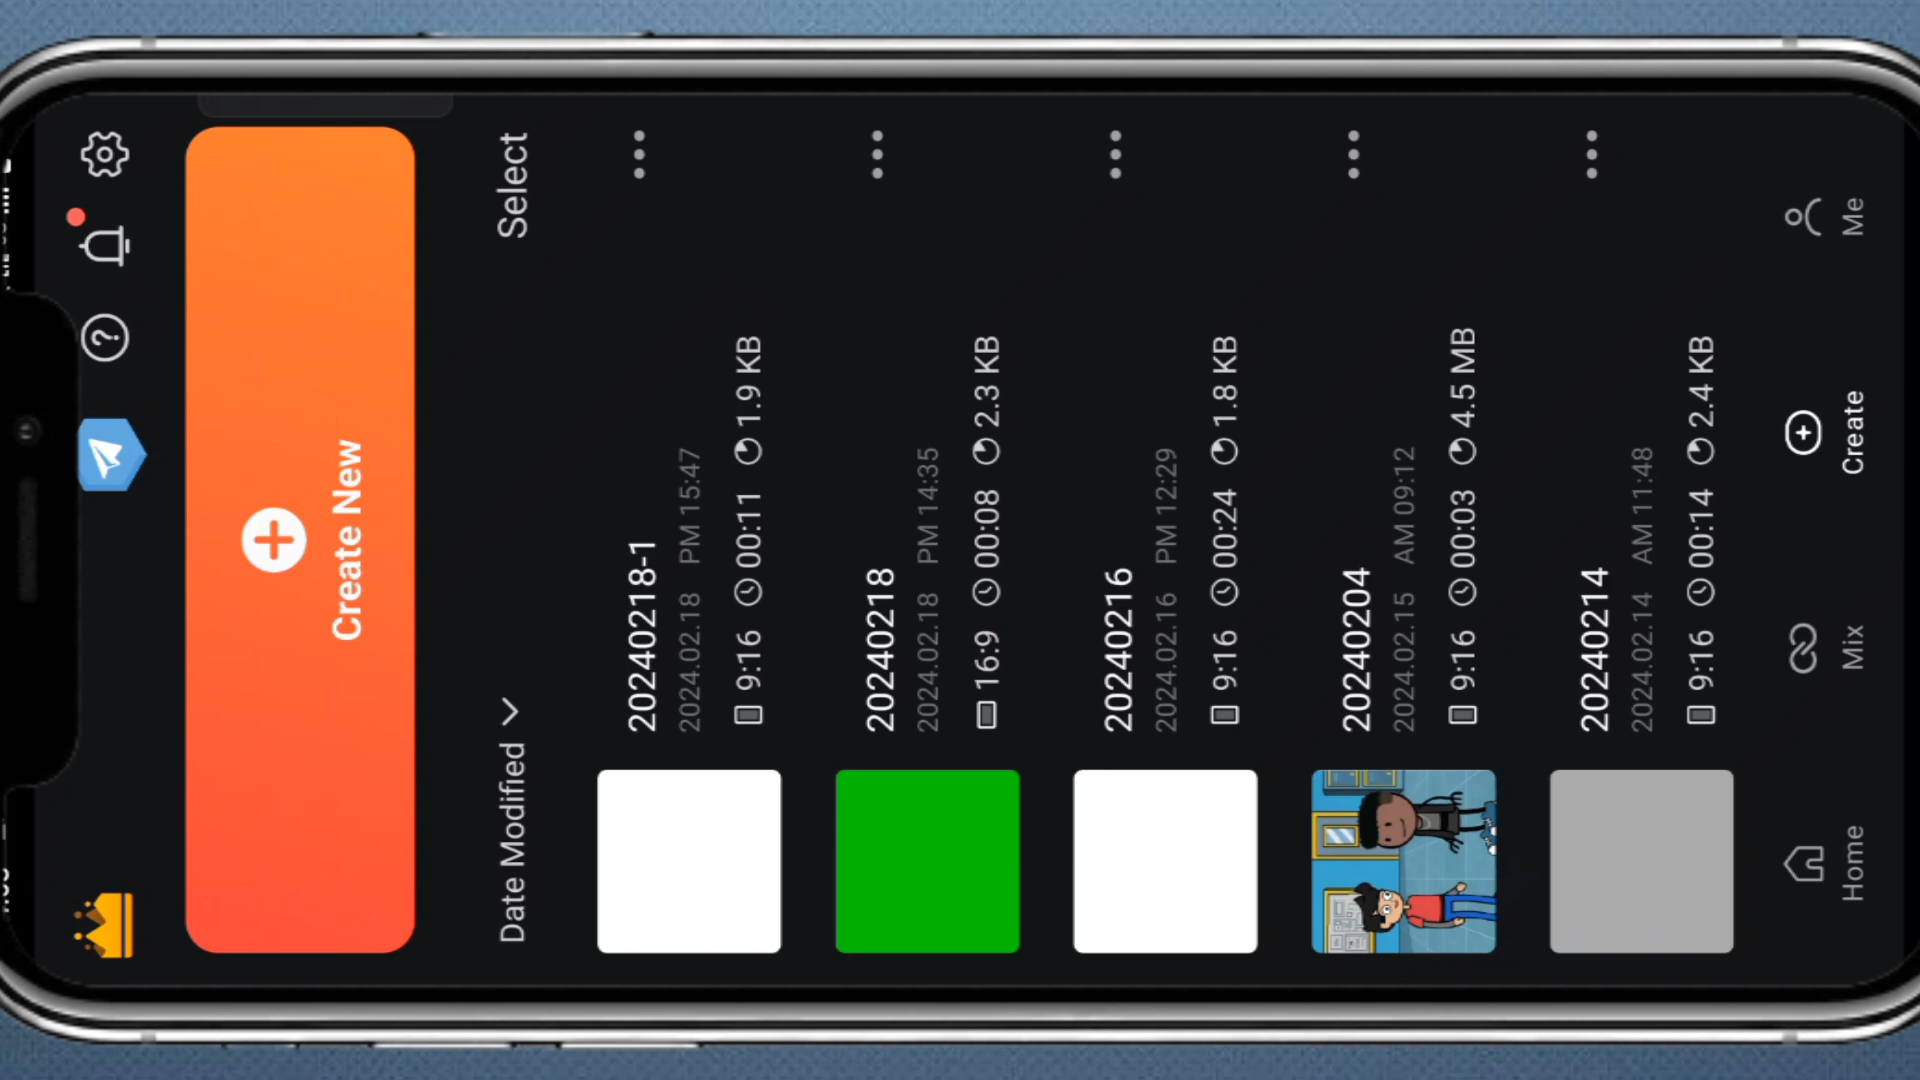 Create New
Date Modified
Select
20240218-1
2024.02.18 PM 15:47
9:16 00:11 1.9 KB
20240218
2024.02.18 PM 14:35
16:9 00:08 2.3 KB
20240216
2024.02.16 PM 12:29
9:16 00:24 1.8 KB
20240204
2024.02.15 AM 09:12
9:16 00:03 4.5 MB
20240214
2024.02.14 AM 11:48
9:16 00:14 2.4 KB
Home
Mix
Create
Me